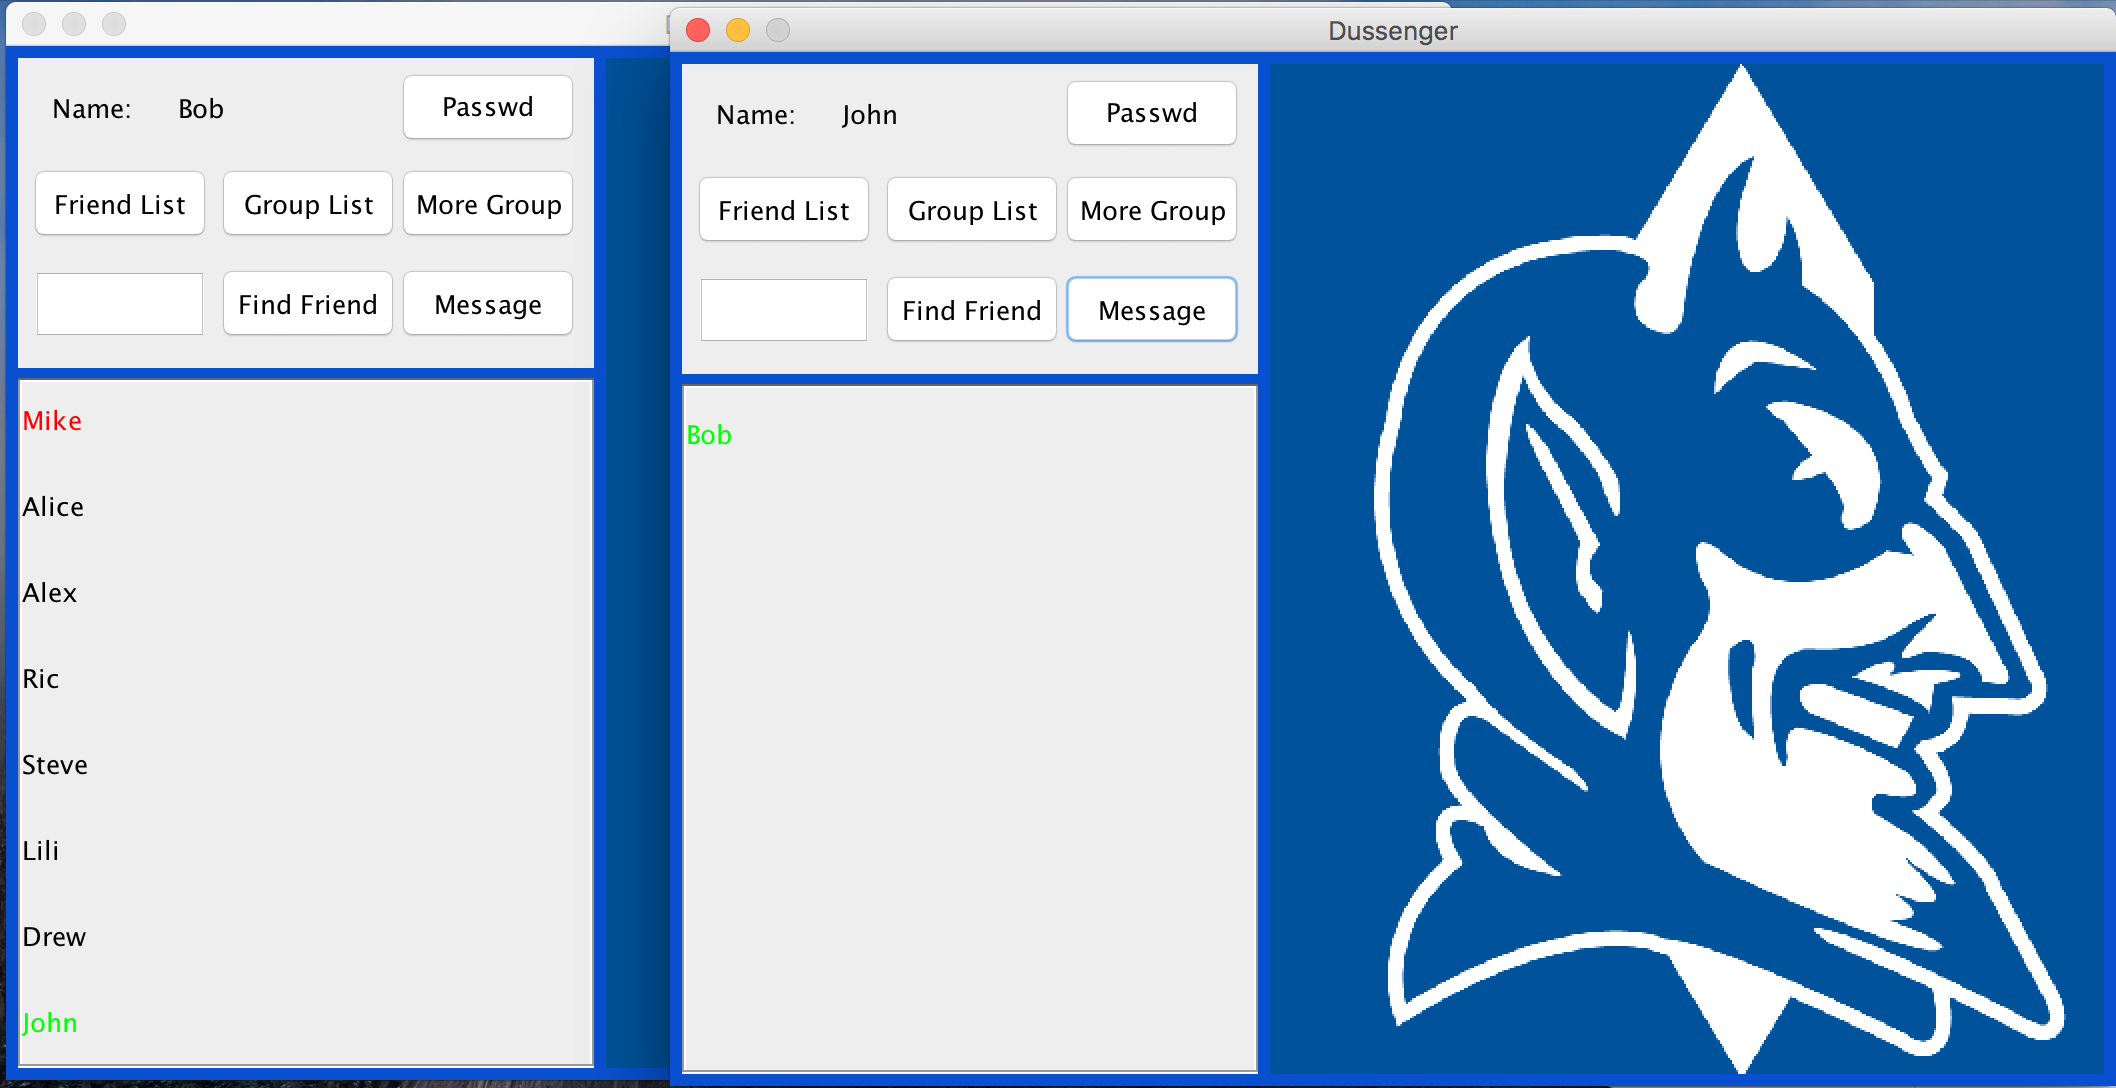 Name: Bob Passwd
Friend List Group List More Group
Find Friend Message
Mike
Alice
Alex
Ric
Steve
Lili
Drew
John
Dussenger
Name: John Passwd
Friend List Group List More Group
Find Friend Message
Bob